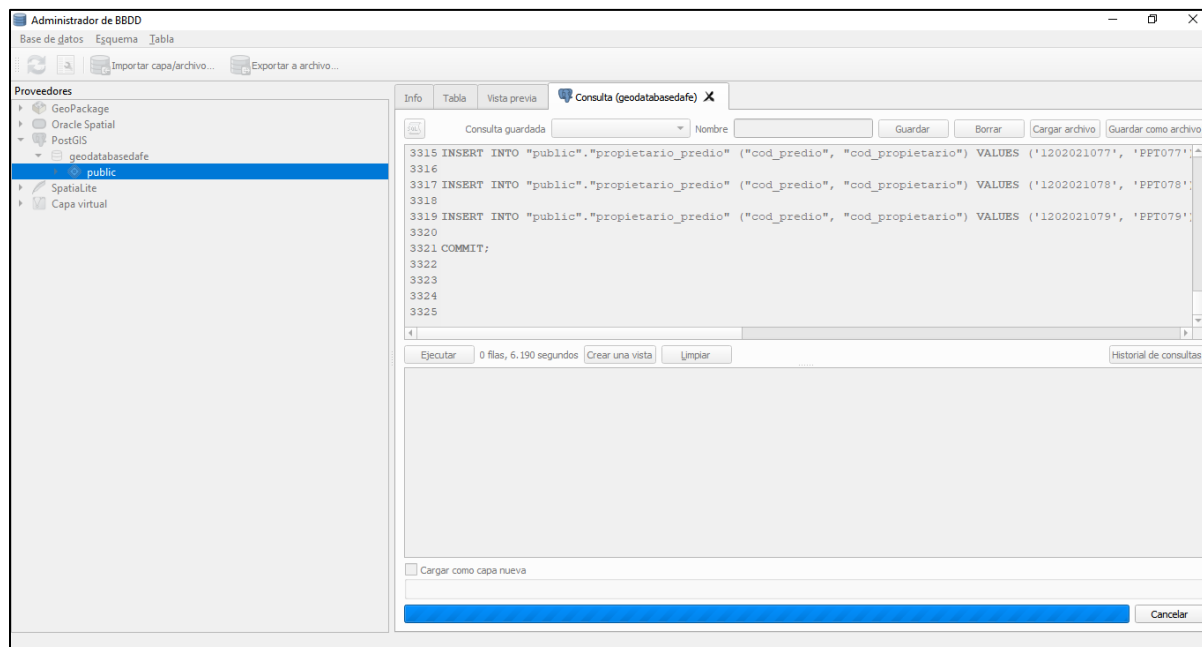 Administrador de BBDD
Base de datos Esquema Tabla
Importar capa/archivo... Exportar a archivo...
Proveedores
GeoPackage
Oracle Spatial
PostGIS
geodatabasedafe
public
SpatiaLite
Capa virtual
Info Tabla Vista previa Consulta (geodatabasedafe)
Consulta guardada Nombre Guardar Borrar Cargar archivo Guardar como archivo
3315 INSERT INTO "public"."propietario_predio" ("cod_predio", "cod_propietario") VALUES ('1202021077', 'PPT077')
3316
3317 INSERT INTO "public"."propietario_predio" ("cod_predio", "cod_propietario") VALUES ('1202021078', 'PPT078')
3318
3319 INSERT INTO "public"."propietario_predio" ("cod_predio", "cod_propietario") VALUES ('1202021079', 'PPT079')
3320
3321 COMMIT;
3322
3323
3324
3325
Ejecutar 0 filas, 6.190 segundos Crear una vista Limpiar Historial de consultas
Cargar como capa nueva
Cancelar